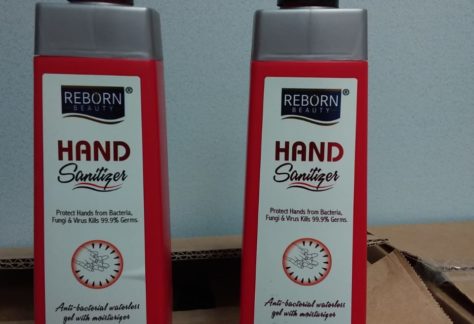 REBORN®
BEAUTY
HAND
Sanitizer
Protect Hands from Bacteria,
Fungi & Virus Kills 99.9% Germs.
Anti-bacterial waterless
gel with moisturizer
REBORN®
BEAUTY
HAND
Sanitizer
Protect Hands from Bacteria,
Fungi & Virus Kills 99.9% Germs.
Anti-bacterial waterless
gel with moisturizer